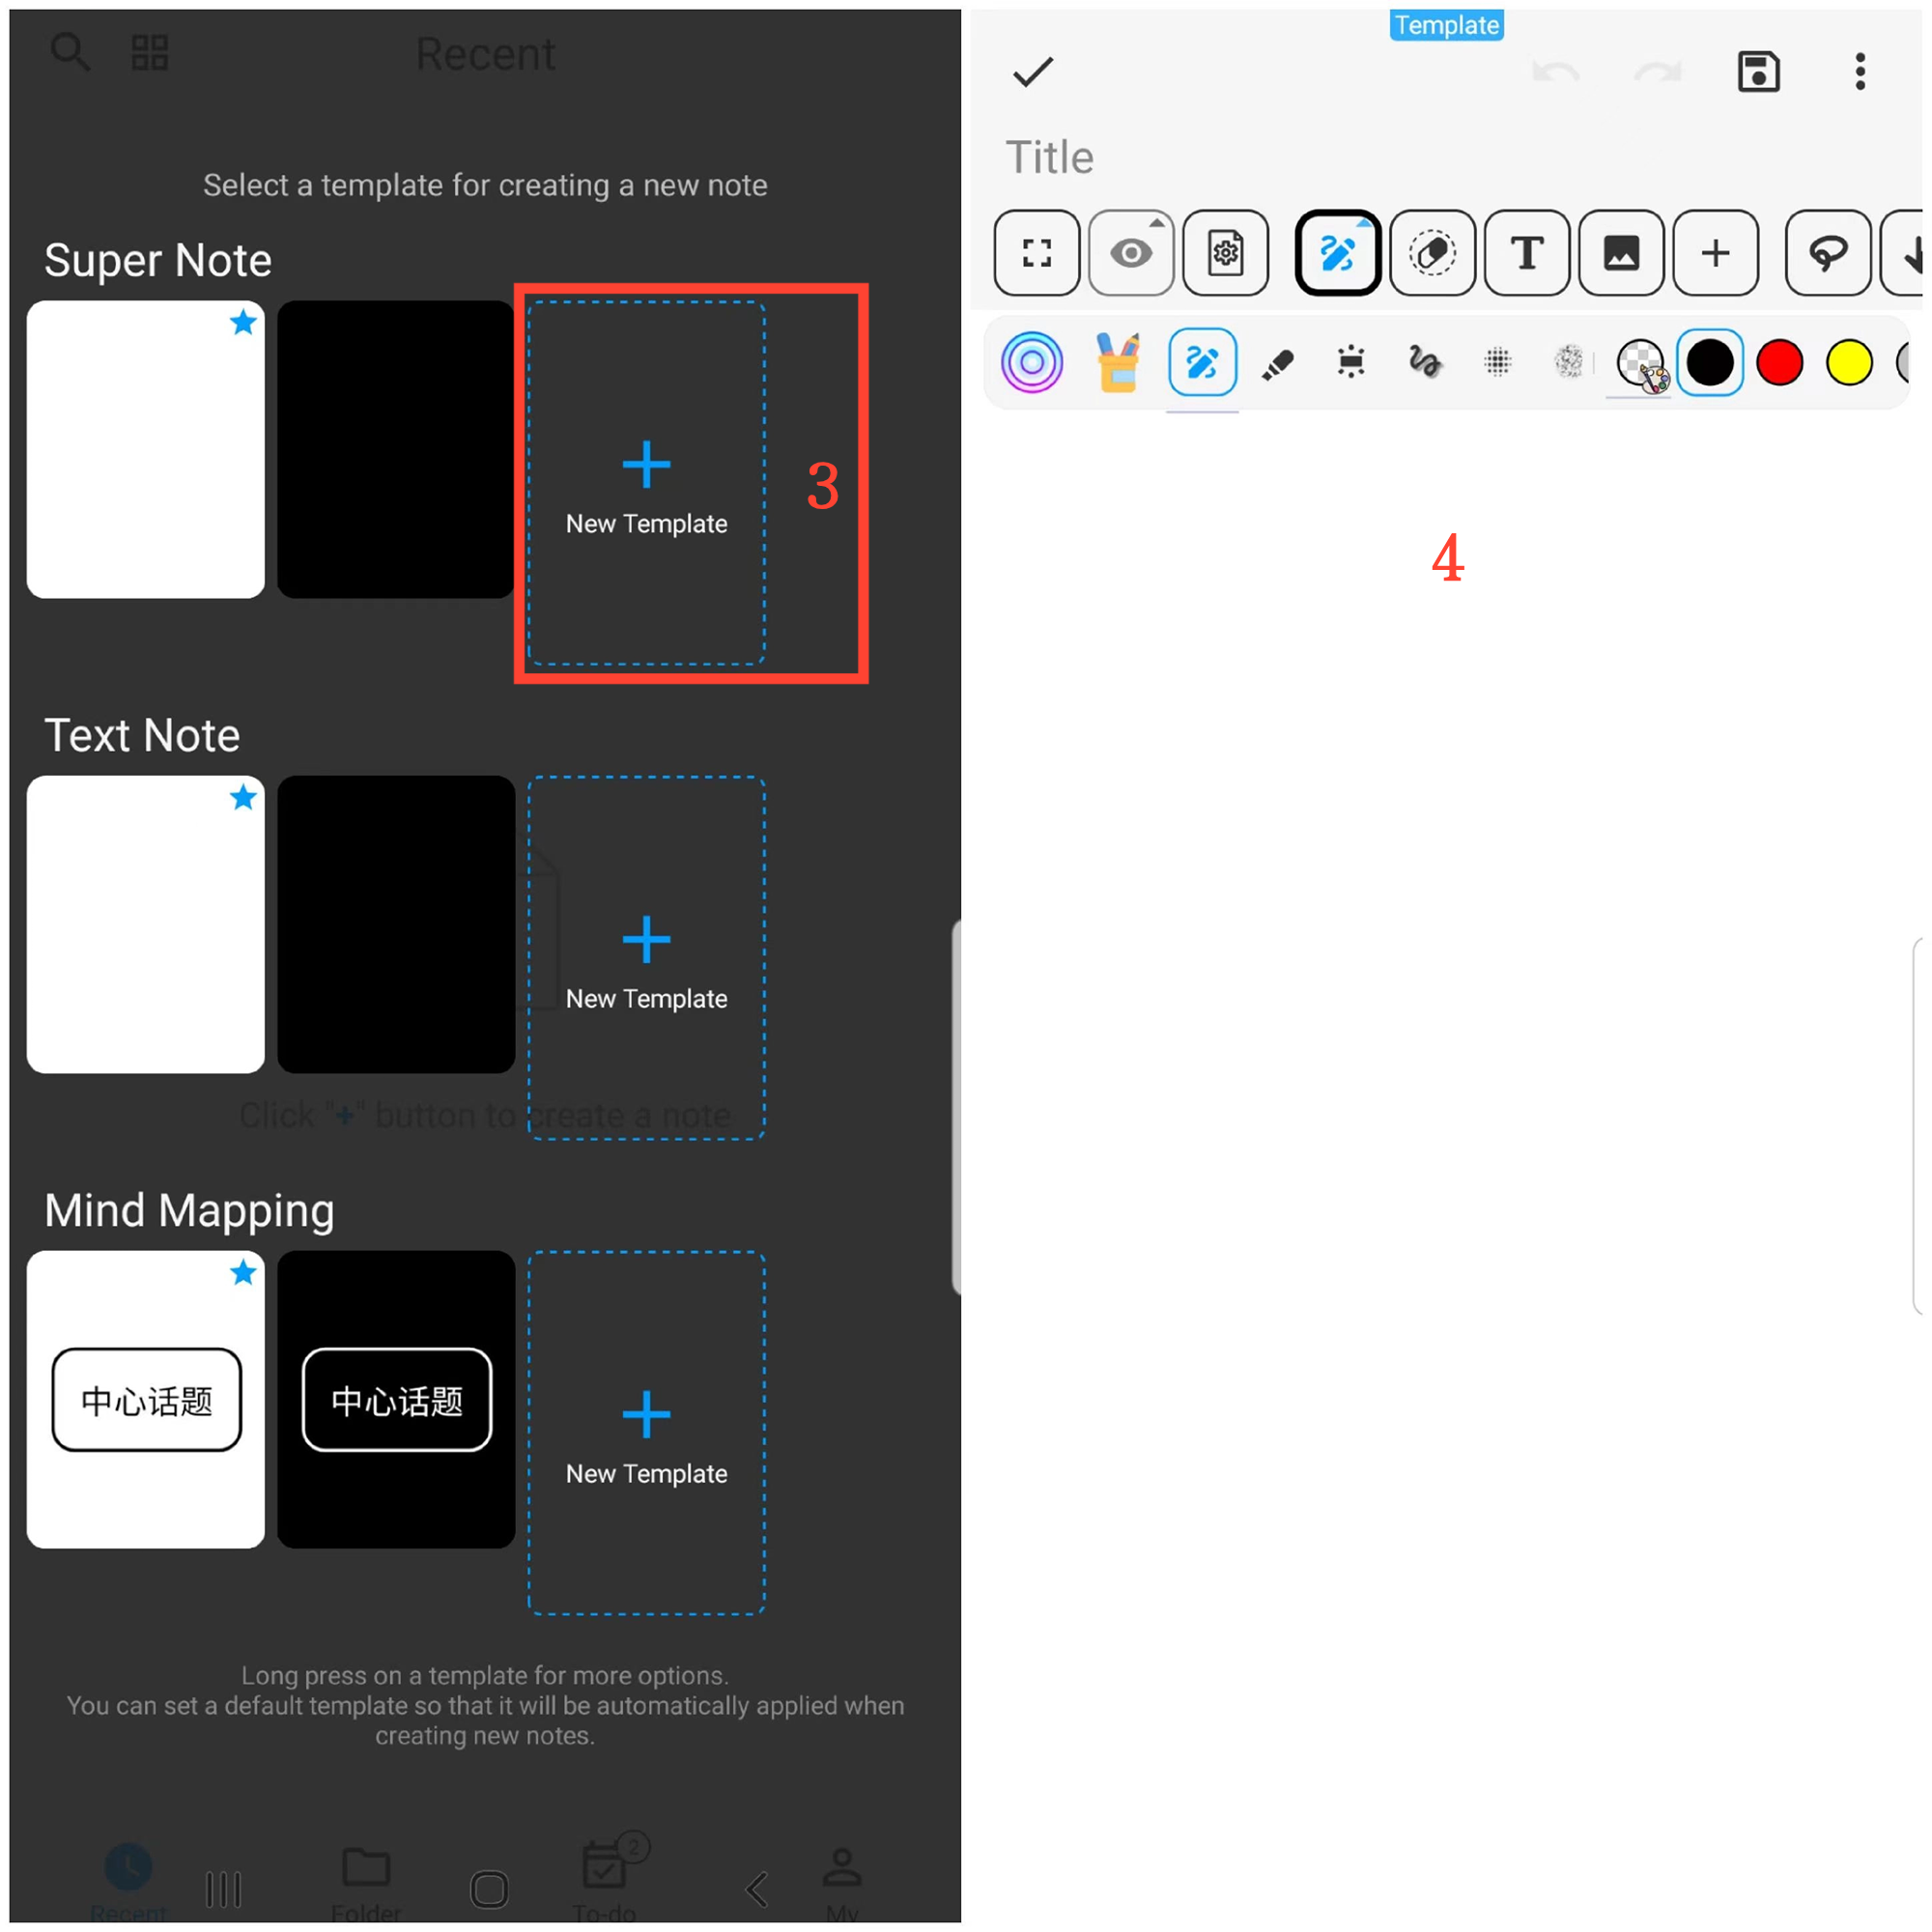 Recent
Select a template for creating a new note
Super Note
New Template
3
Text Note
New Template
Click "+" button to create a note
Mind Mapping
中心话题
中心话题
New Template
Long press on a template for more options.
You can set a default template so that it will be automatically applied when
creating new notes.
2
Recent
Folder
To-do
My
Template
Title
T
4